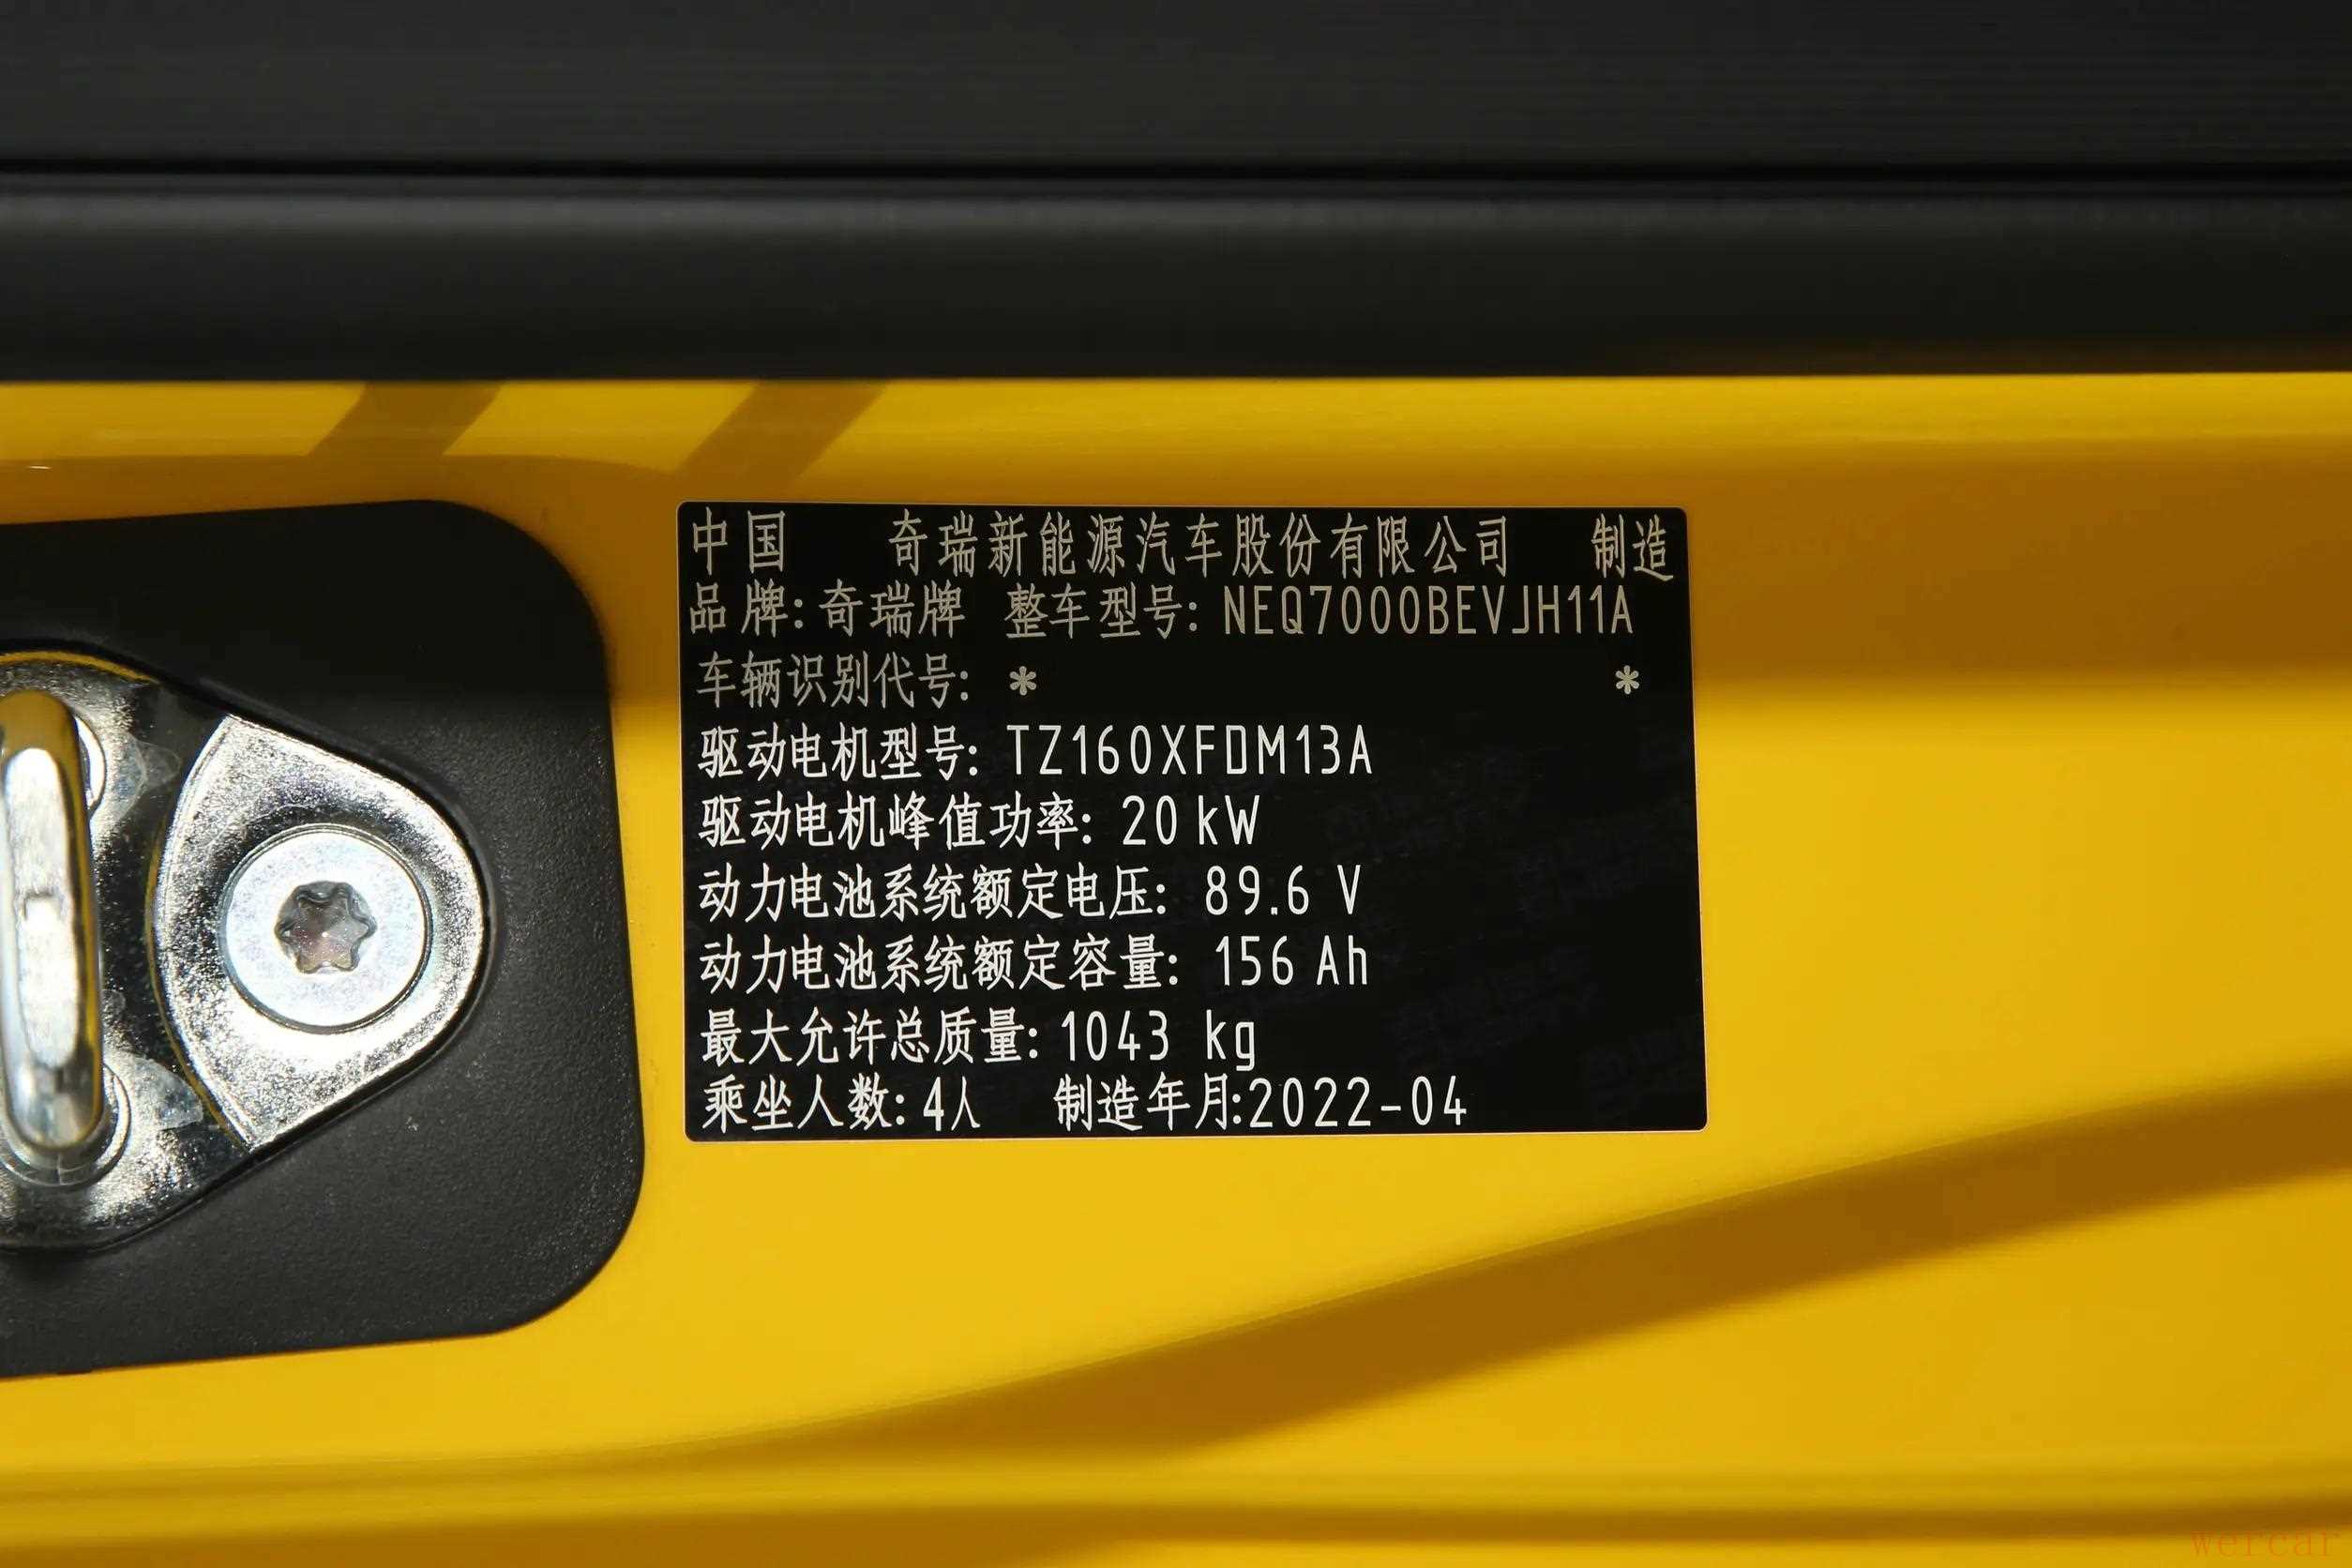 中国 奇瑞新能源汽车股份有限公司 制造
品牌: 奇瑞牌 整车型号: NEQ7000BEVJH11A
车辆识别代号: * *
驱动电机型号: TZ160XFDM13A
驱动电机峰值功率: 20 kW
动力电池系统额定电压: 89.6 V
动力电池系统额定容量: 156 Ah
最大允许总质量: 1043 kg
乘坐人数: 4人 制造年月:2022-04
wercar